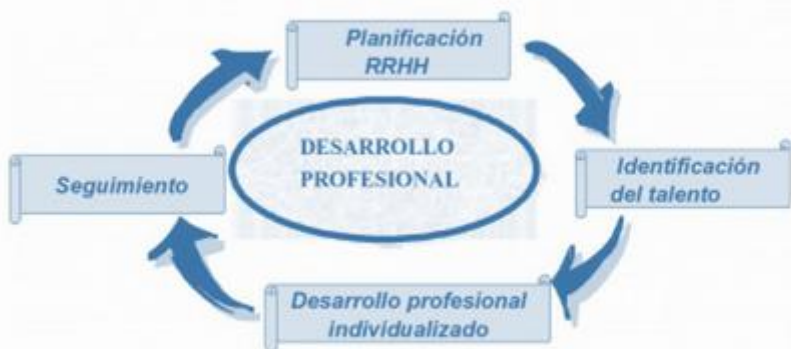 Planificación
RRHH
DESARROLLO
PROFESIONAL
Identificación
del talento
Seguimiento
Desarrollo profesional
individualizado